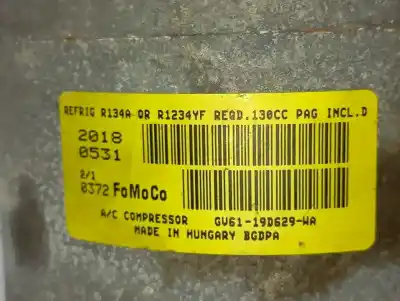 REFRIG R134A OR R1234YF REQD.130CC PAG INCL.D
2018
0531
2/1
0372 FoMoCo
A/C COMPRESSOR GV61-19D629-WA
MADE IN HUNGARY BGDPA